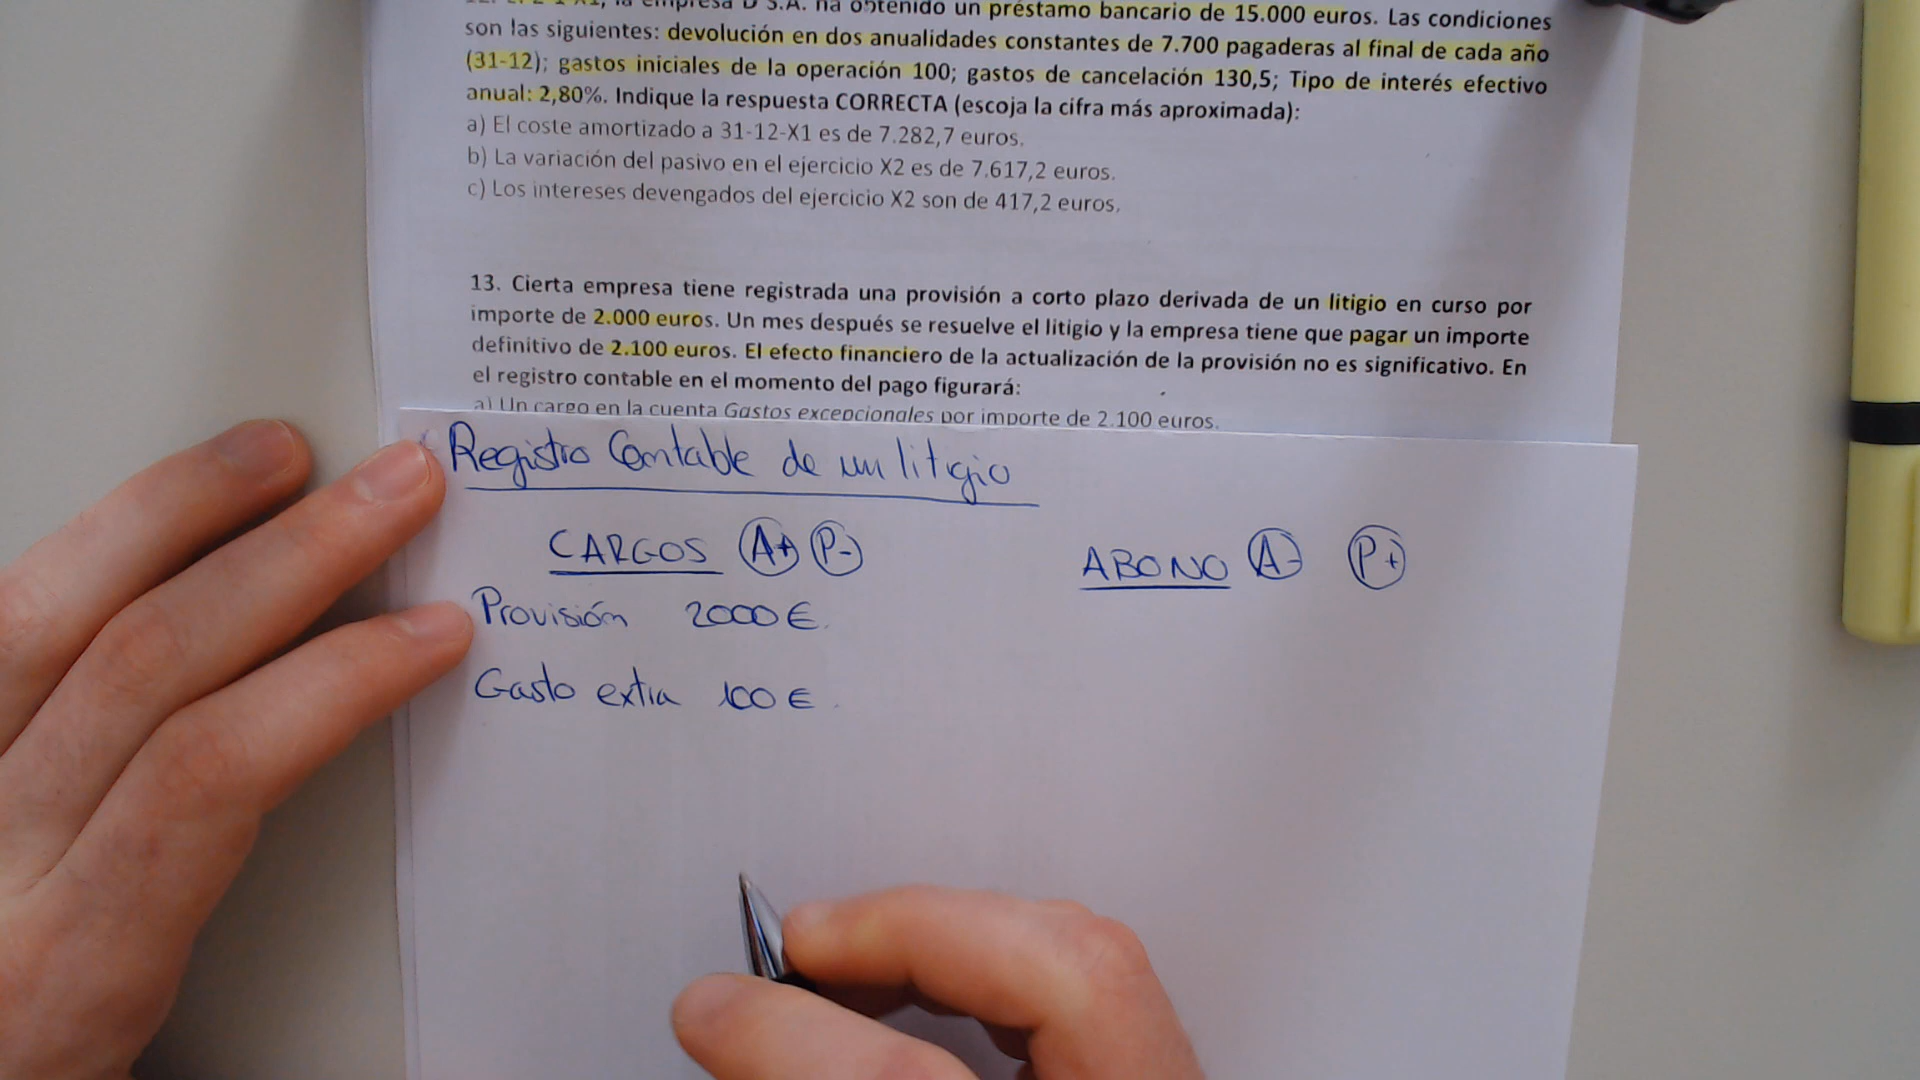 la empresa D S.A. ha obtenido un préstamo bancario de 15.000 euros. Las condiciones
son las siguientes: devolución en dos anualidades constantes de 7.700 pagaderas al final de cada año
(31-12); gastos iniciales de la operación 100; gastos de cancelación 130,5; Tipo de interés efectivo
anual: 2,80%. Indique la respuesta CORRECTA (escoja la cifra más aproximada):
a) El coste amortizado a 31-12-X1 es de 7.282,7 euros.
b) La variación del pasivo en el ejercicio X2 es de 7.617,2 euros.
c) Los intereses devengados del ejercicio X2 son de 417,2 euros.
13. Cierta empresa tiene registrada una provisión a corto plazo derivada de un litigio en curso por
importe de 2.000 euros. Un mes después se resuelve el litigio y la empresa tiene que pagar un importe
definitivo de 2.100 euros. El efecto financiero de la actualización de la provisión no es significativo. En
el registro contable en el momento del pago figurará:
a) Un cargo en la cuenta Gastos excepcionales por importe de 2.100 euros.
Registro Contable de un litigio
CARGOS A+ P- ABONO A- P+
Provisión 2000 €.
Gasto extra 100 €.